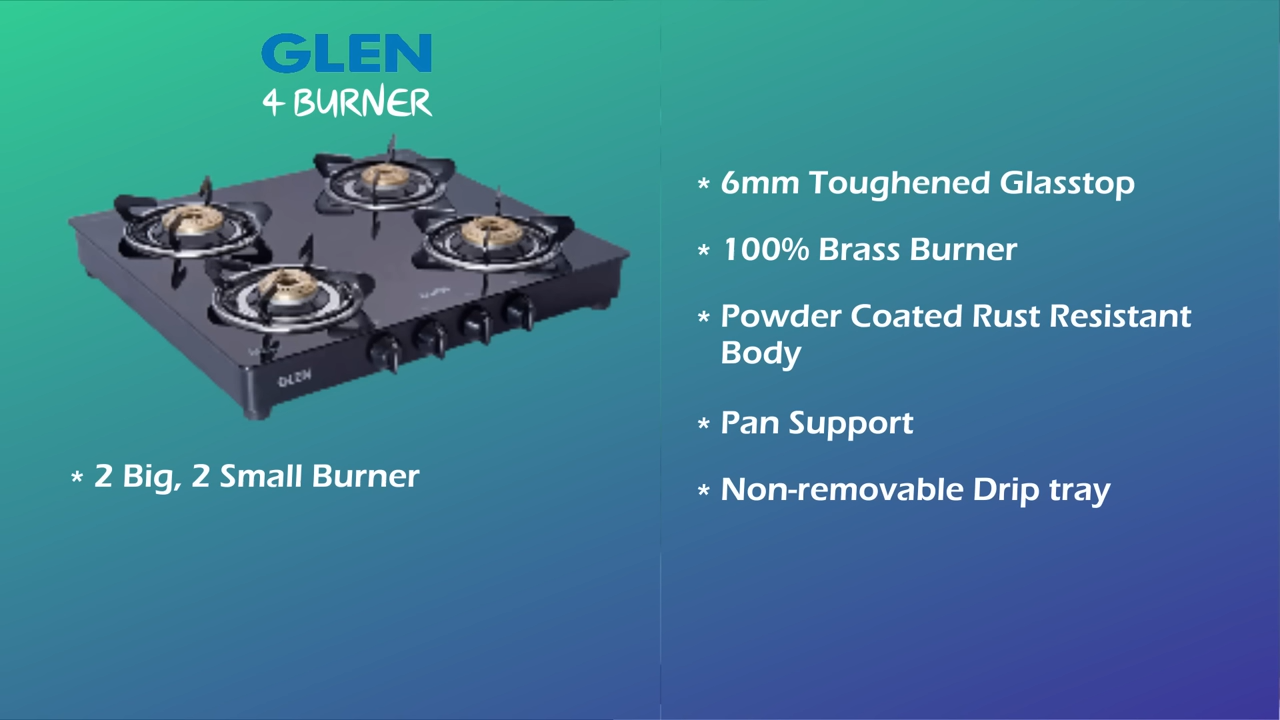 GLEN
4 BURNER
GLEN
* 2 Big, 2 Small Burner
* 6mm Toughened Glasstop
* 100% Brass Burner
* Powder Coated Rust Resistant
Body
* Pan Support
* Non-removable Drip tray